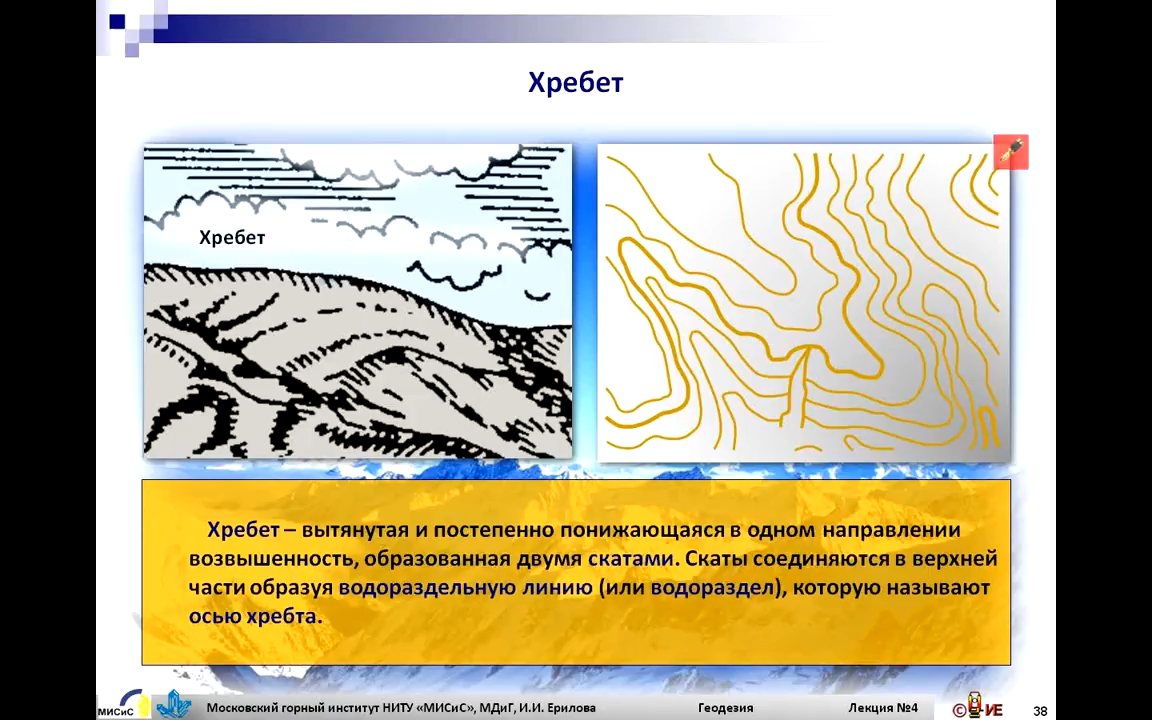 Хребет
Хребет
Хребет – вытянутая и постепенно понижающаяся в одном направлении
возвышенность, образованная двумя скатами. Скаты соединяются в верхней
части образуя водораздельную линию (или водораздел), которую называют
осью хребта.
МИСиС
Московский горный институт НИТУ «МИСиС», МДиГ, И.И. Ерилова
Геодезия
Лекция №4
© ИЕ
38